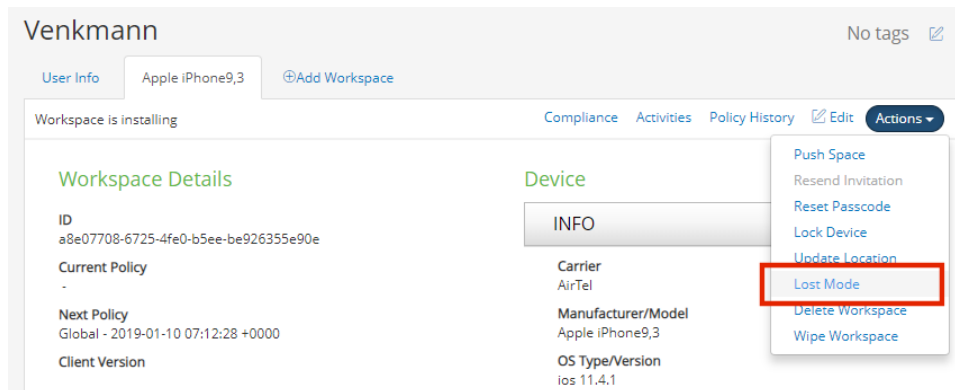 Venkmann
No tags
User Info
Apple iPhone9,3
Add Workspace
Workspace is installing
Compliance
Activities
Policy History
Edit
Actions
Push Space
Resend Invitation
Reset Passcode
Lock Device
Update Location
Lost Mode
Delete Workspace
Wipe Workspace
Workspace Details
ID
a8e07708-6725-4fe0-b5ee-be926355e90e
Current Policy
-
Next Policy
Global - 2019-01-10 07:12:28 +0000
Client Version
Device
INFO
Carrier
AirTel
Manufacturer/Model
Apple iPhone9,3
OS Type/Version
ios 11.4.1